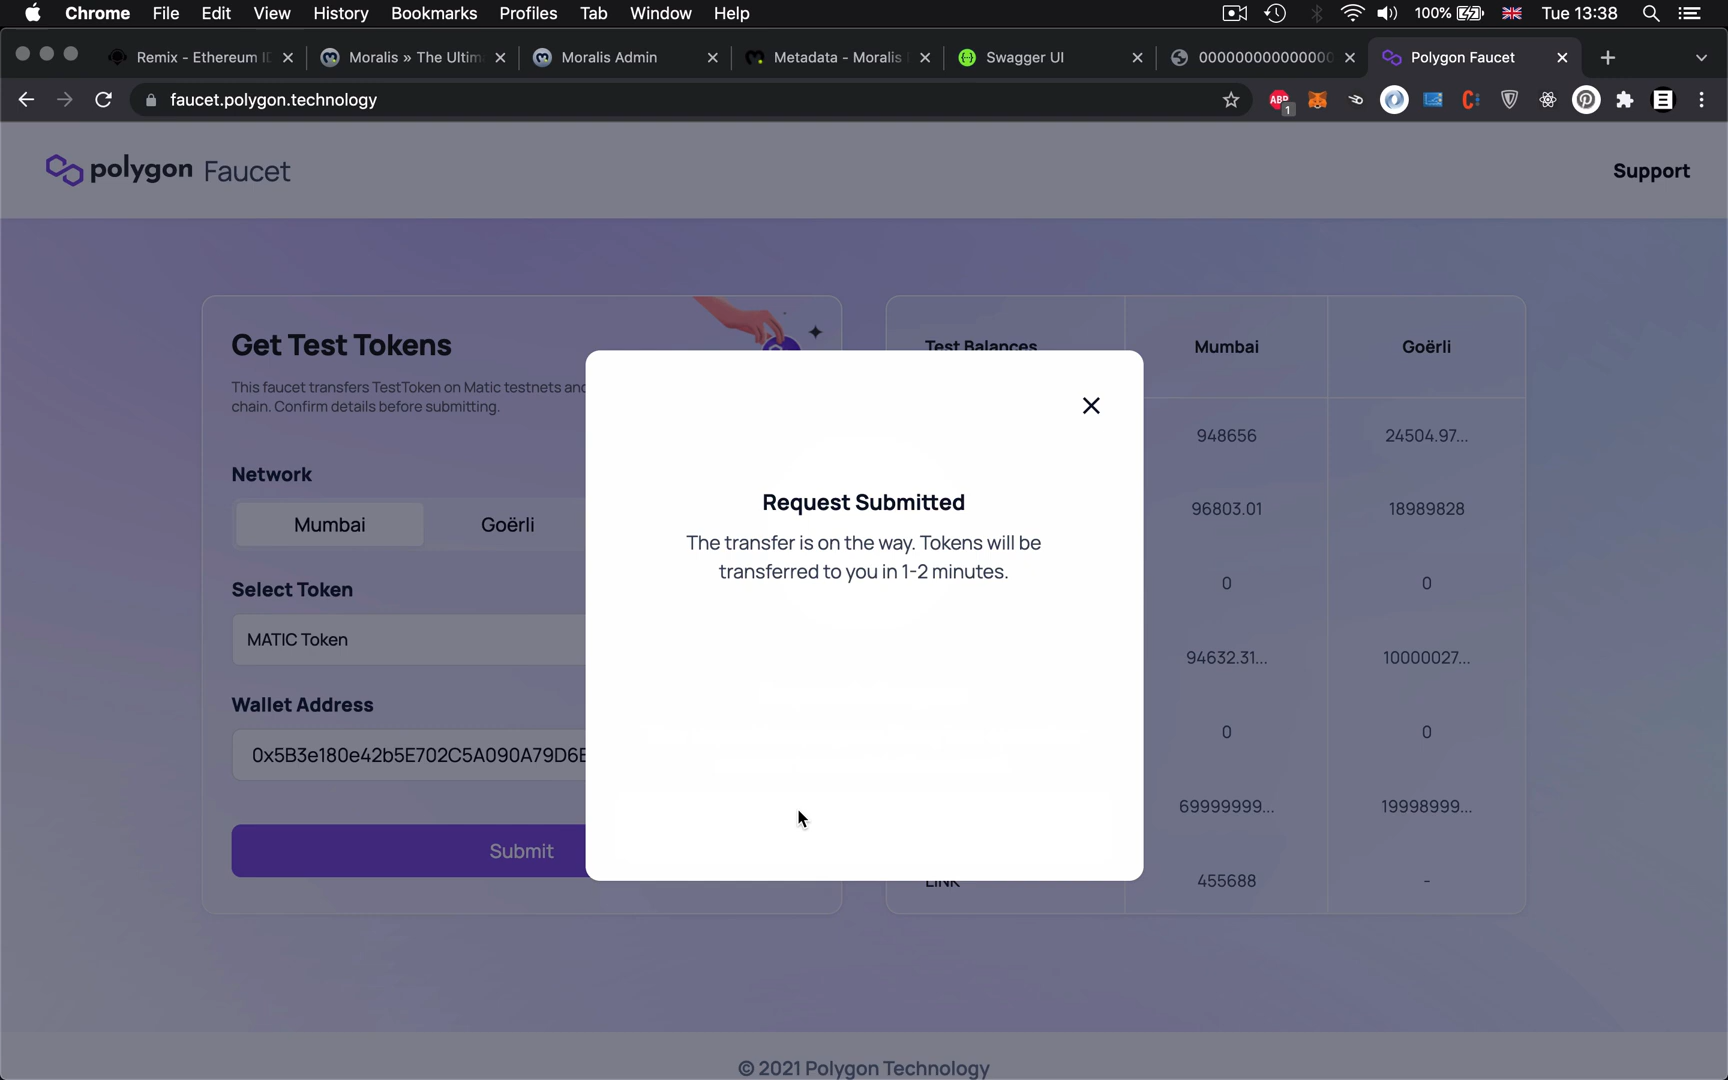 Chrome File Edit View History Bookmarks Profiles Tab Window Help 100% Tue 13:38
Remix - Ethereum ID Moralis » The Ultim Moralis Admin Metadata - Moralis Swagger UI 000000000000000 Polygon Faucet
faucet.polygon.technology
ABP
1
polygon Faucet
Support
Get Test Tokens
This faucet transfers TestToken on Matic testnets and
chain. Confirm details before submitting.
Network
Mumbai Goërli
Select Token
MATIC Token
Wallet Address
0x5B3e180e42b5E702C5A090A79D6E
Submit
Request Submitted
The transfer is on the way. Tokens will be
transferred to you in 1-2 minutes.
Test Balances Mumbai Goërli
948656 24504.97...
96803.01 18989828
0 0
94632.31... 10000027...
0 0
69999999... 19998999...
LINK 455688 -
© 2021 Polygon Technology